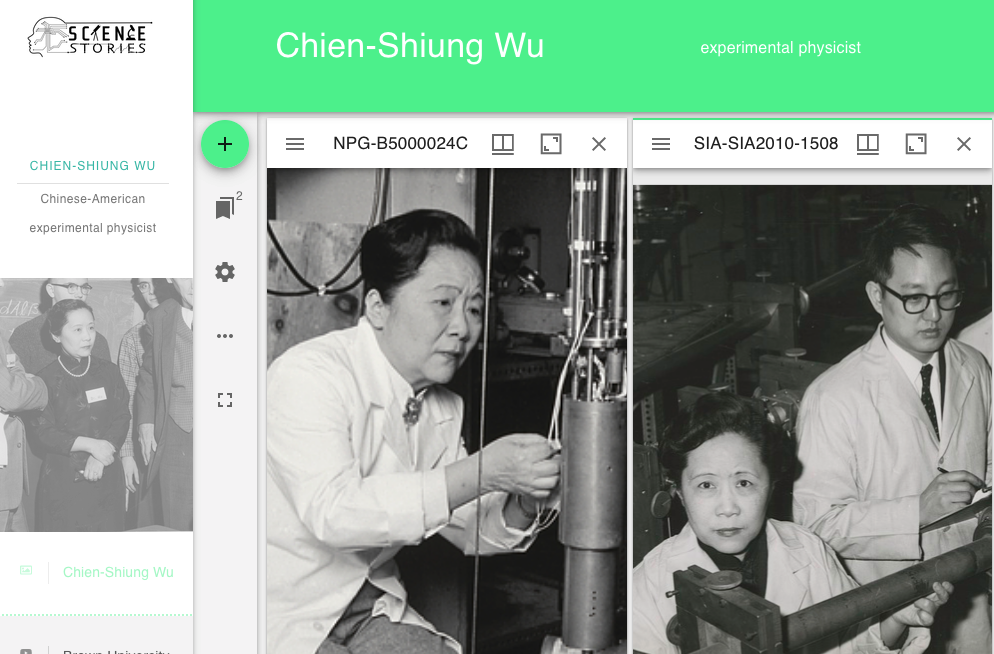 SCIENCE
STORIES
Chien-Shiung Wu
experimental physicist
CHIEN-SHIUNG WU
Chinese-American
experimental physicist
2
NPG-B5000024C
SIA-SIA2010-1508
Chien-Shiung Wu
Brown University